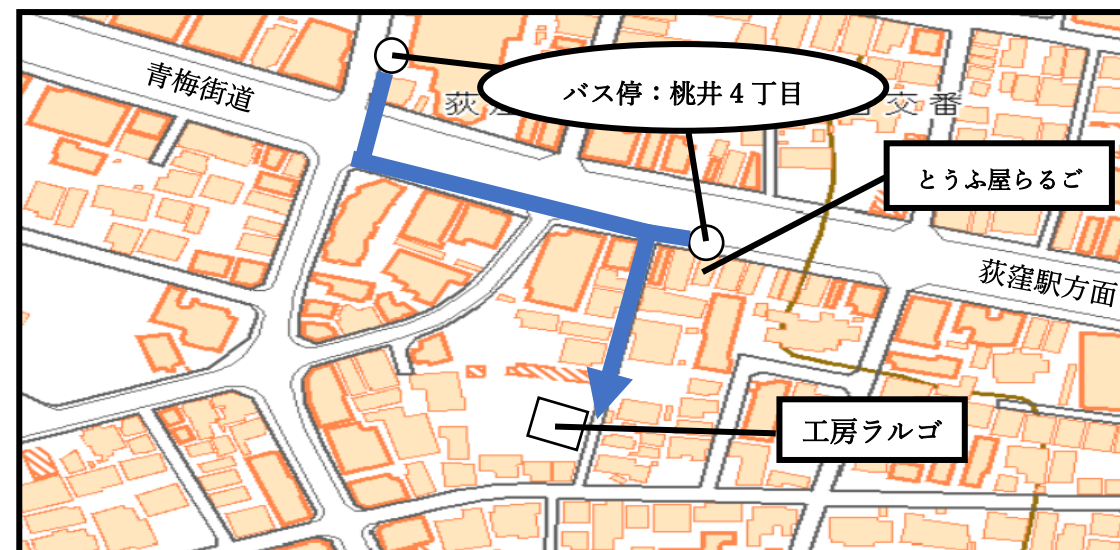 青梅街道
バス停：桃井４丁目
荻
交番
とうふ屋らるご
荻窪駅方面
工房ラルゴ